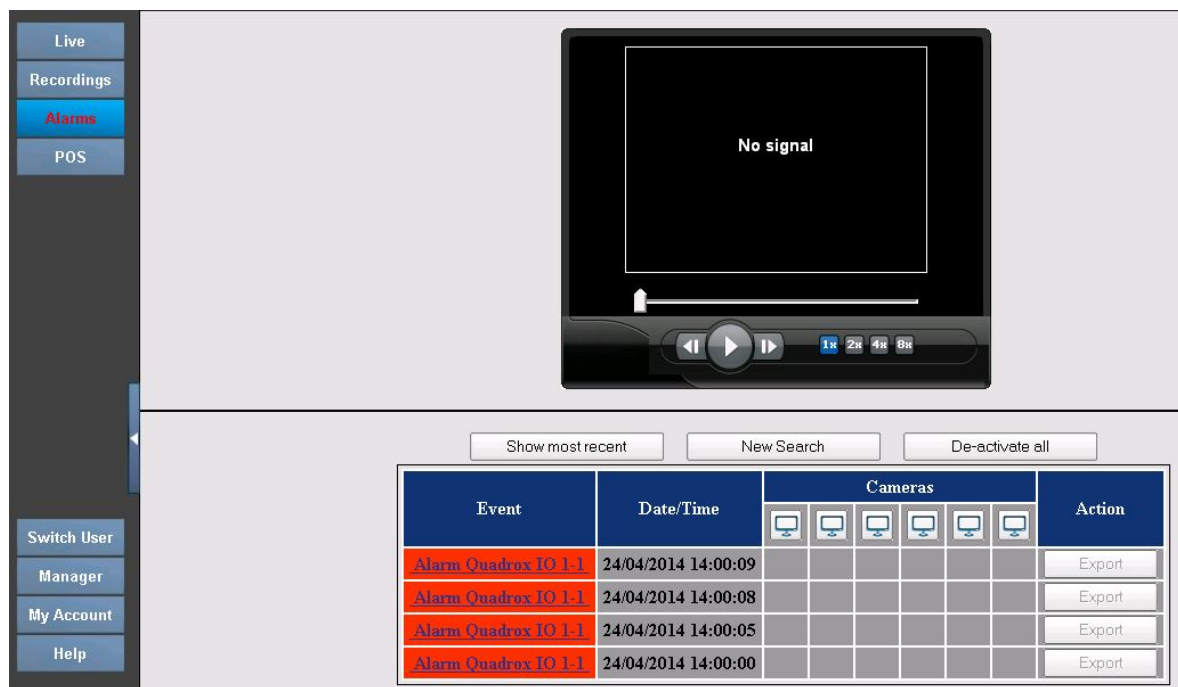 Live
Recordings
Alarms
POS
Switch User
Manager
My Account
Help
No signal
1x 2x 4x 8x
Show most recent New Search De-activate all
Event Date/Time Cameras Action
Alarm Quadrox IO 1-1 24/04/2014 14:00:09 Export
Alarm Quadrox IO 1-1 24/04/2014 14:00:08 Export
Alarm Quadrox IO 1-1 24/04/2014 14:00:05 Export
Alarm Quadrox IO 1-1 24/04/2014 14:00:00 Export